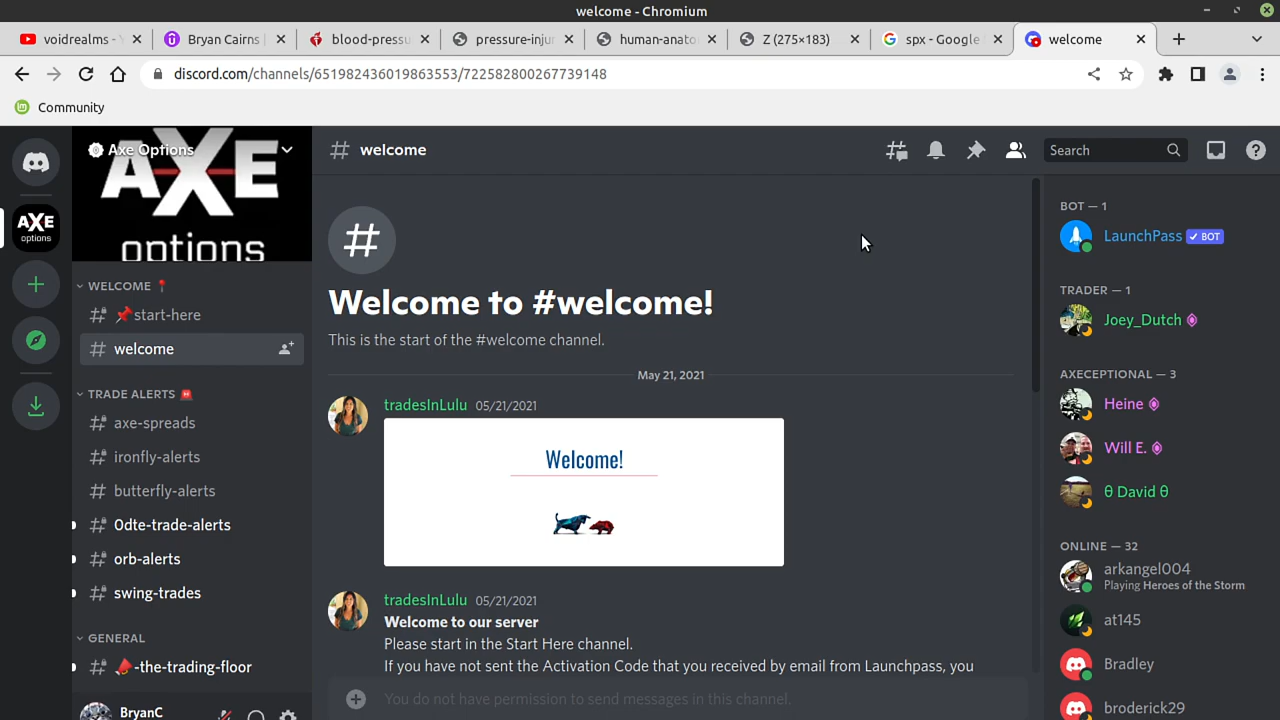 welcome - Chromium
voidrealms - Y
Bryan Cairns
blood-pressu
pressure-inju
human-anato
Z (275×183)
spx - Google
welcome
discord.com/channels/651982436019863553/722582800267739148
Community
AXE
options
Axe Options
AXE
options
WELCOME
start-here
welcome
TRADE ALERTS
axe-spreads
ironfly-alerts
butterfly-alerts
0dte-trade-alerts
orb-alerts
swing-trades
GENERAL
-the-trading-floor
BryanC
welcome
Search
Welcome to #welcome!
This is the start of the #welcome channel.
May 21, 2021
tradesInLulu 05/21/2021
Welcome!
tradesInLulu 05/21/2021
Welcome to our server
Please start in the Start Here channel.
If you have not sent the Activation Code that you received by email from Launchpass, you
You do not have permission to send messages in this channel.
BOT — 1
LaunchPass ✓ BOT
TRADER — 1
Joey_Dutch
AXECEPTIONAL — 3
Heine
Will E.
θ David θ
ONLINE — 32
arkangel004
Playing Heroes of the Storm
at145
Bradley
broderick29